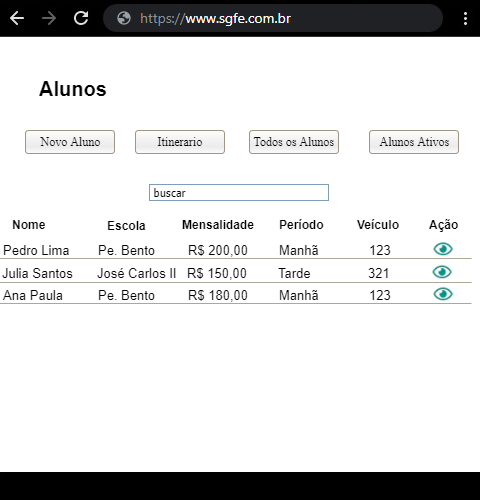 https://www.sgfe.com.br
Alunos
Novo Aluno Itinerario Todos os Alunos Alunos Ativos
buscar
Nome Escola Mensalidade Período Veículo Ação
Pedro Lima Pe. Bento R$ 200,00 Manhã 123
Julia Santos José Carlos II R$ 150,00 Tarde 321
Ana Paula Pe. Bento R$ 180,00 Manhã 123